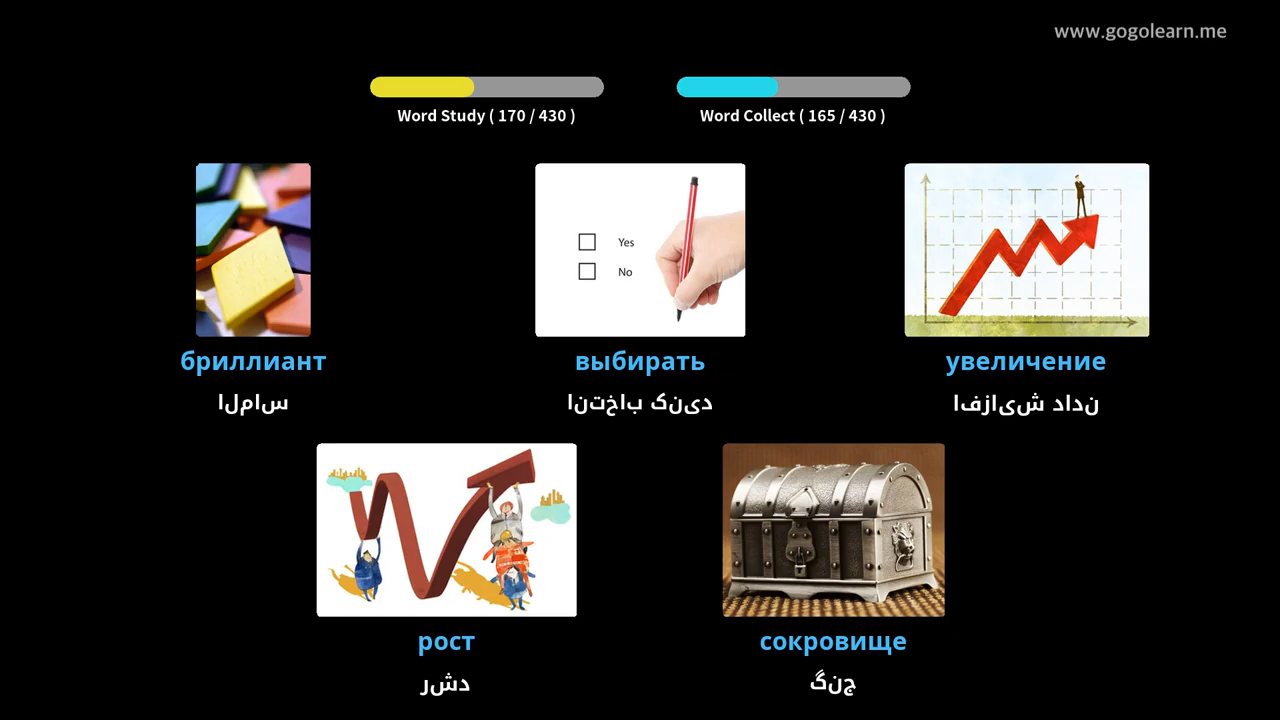 www.gogolearn.me
Word Study ( 170 / 430 )
Word Collect ( 165 / 430 )
бриллиант
الماس
выбирать
انتخاب کنید
увеличение
افزایش دادن
рост
رشد
сокровище
گنج
Yes
No